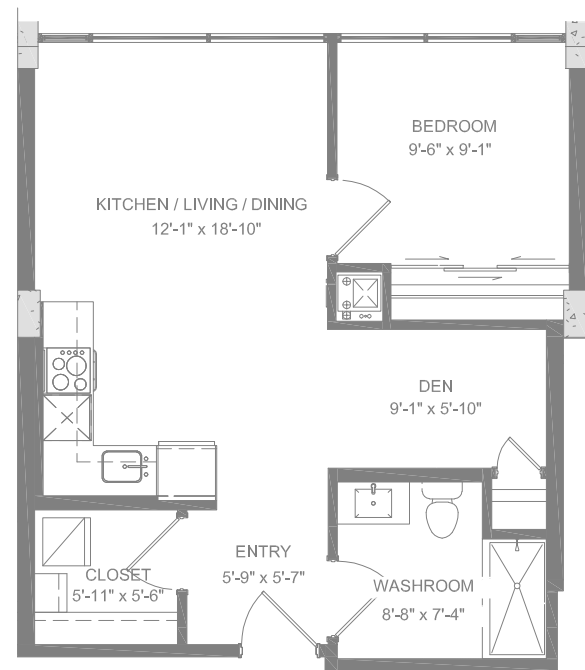 BEDROOM
9'-6" x 9'-1"
KITCHEN / LIVING / DINING
12'-1" x 18'-10"
DEN
9'-1" x 5'-10"
ENTRY
5'-9" x 5'-7"
CLOSET
5'-11" x 5'-6"
WASHROOM
8'-8" x 7'-4"